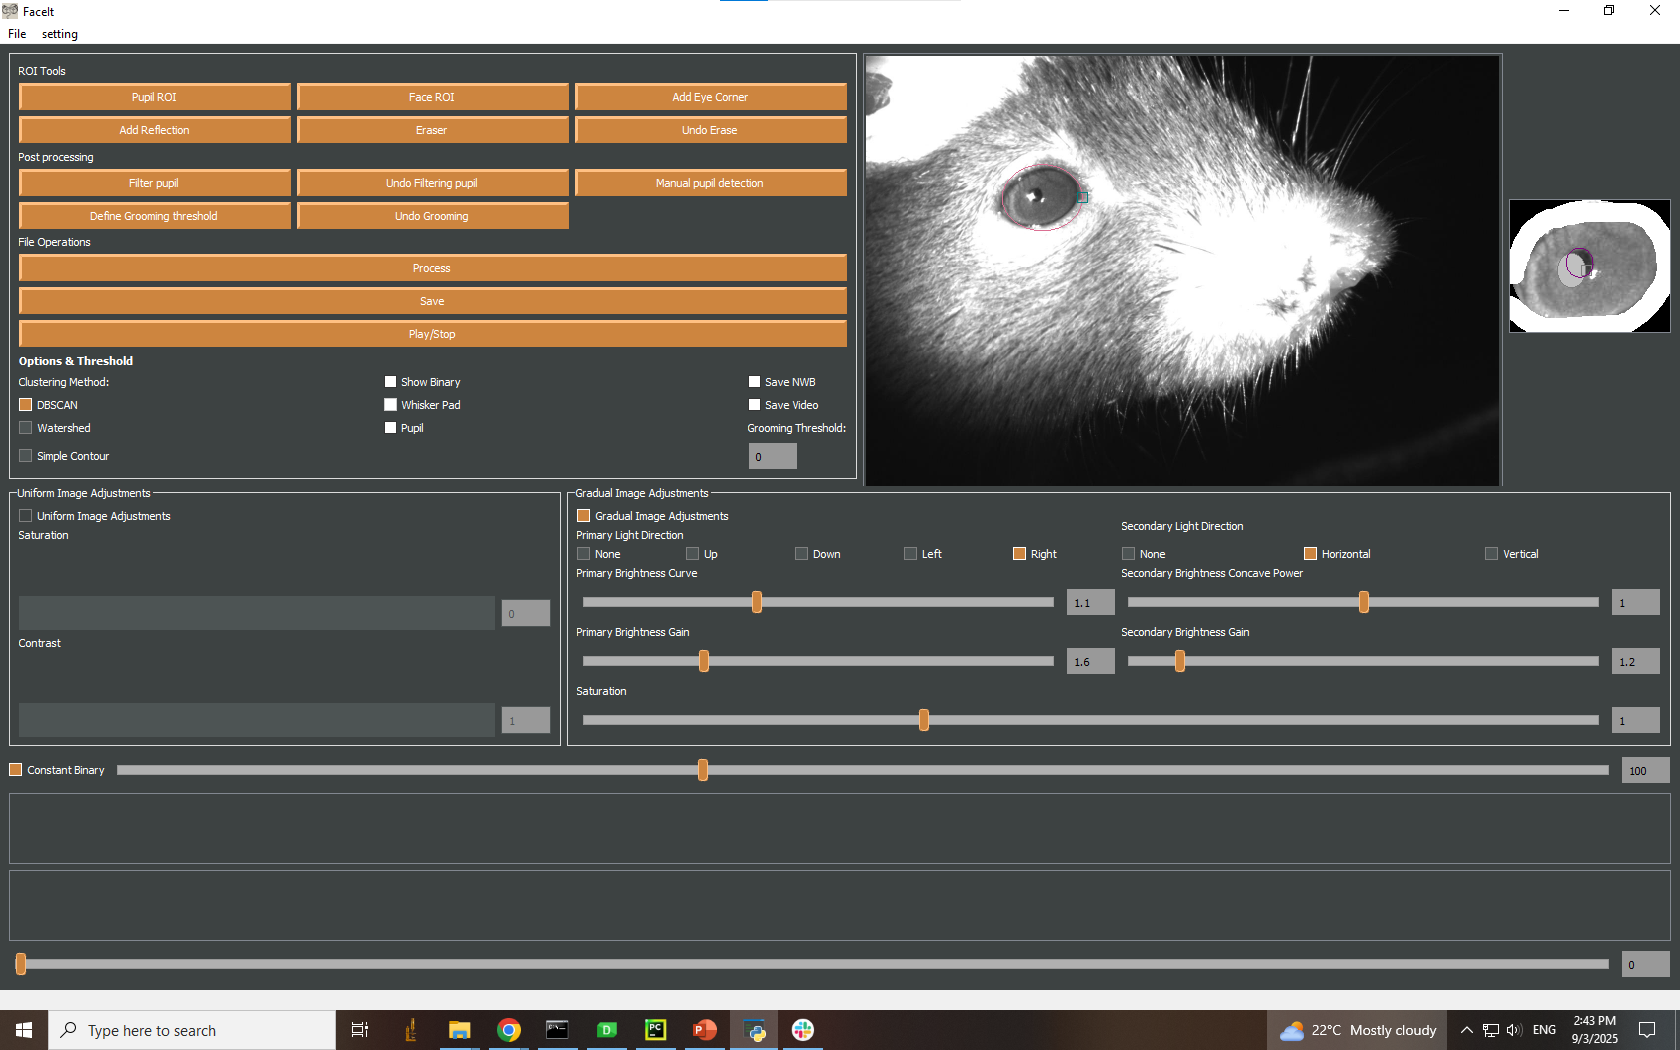 FaceIt
File setting
ROI Tools
Pupil ROI Face ROI Add Eye Corner
Add Reflection Eraser Undo Erase
Post processing
Filter pupil Undo Filtering pupil Manual pupil detection
Define Grooming threshold Undo Grooming
File Operations
Process
Save
Play/Stop
Options & Threshold
Clustering Method: Show Binary Save NWB
DBSCAN Whisker Pad Save Video
Watershed Pupil Grooming Threshold:
Simple Contour 0
Uniform Image Adjustments
Uniform Image Adjustments
Saturation
0
Contrast
1
Gradual Image Adjustments
Gradual Image Adjustments
Primary Light Direction Secondary Light Direction
None Up Down Left Right None Horizontal Vertical
Primary Brightness Curve Secondary Brightness Concave Power
1.1 1
Primary Brightness Gain Secondary Brightness Gain
1.6 1.2
Saturation
1
Constant Binary 100
0
Type here to search
D
PC
P
22°C Mostly cloudy
ENG
2:43 PM
9/3/2025